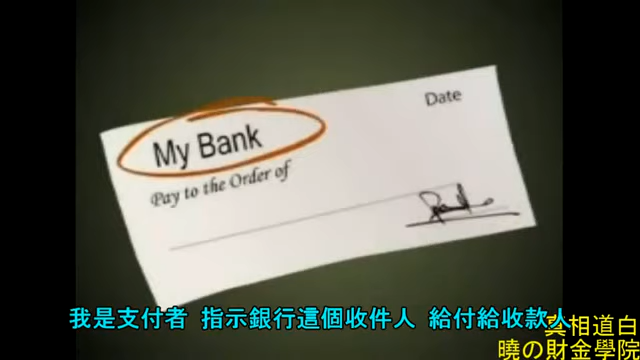 My Bank
Date
Pay to the Order of
我是支付者 指示銀行這個收件人 給付給收款人
真相道白
曉の財金學院